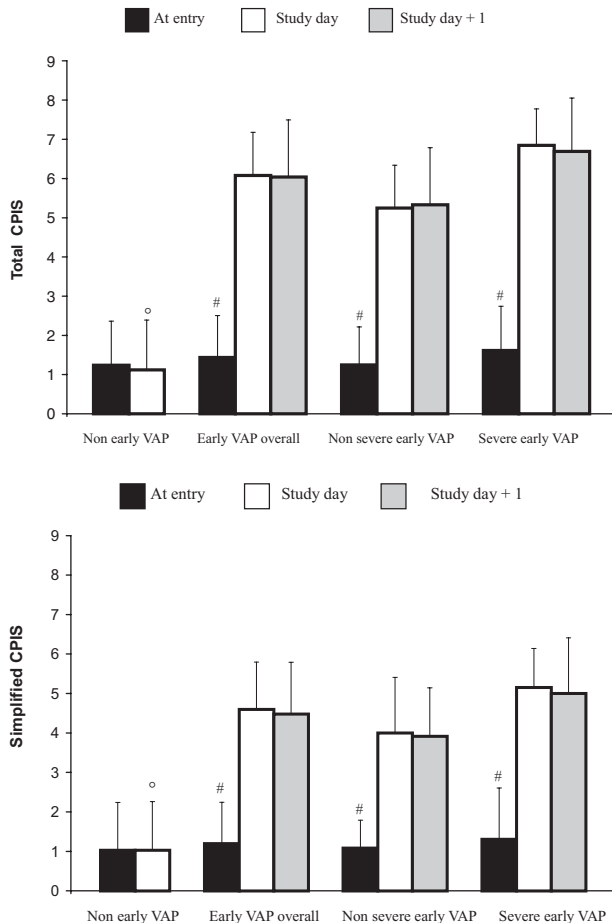 At entry Study day Study day + 1
9
8
7
6
5
4
3
2
1
0
Total CPIS
° # # #
Non early VAP Early VAP overall Non severe early VAP Severe early VAP
At entry Study day Study day + 1
9
8
7
6
5
4
3
2
1
0
Simplified CPIS
° # # #
Non early VAP Early VAP overall Non severe early VAP Severe early VAP